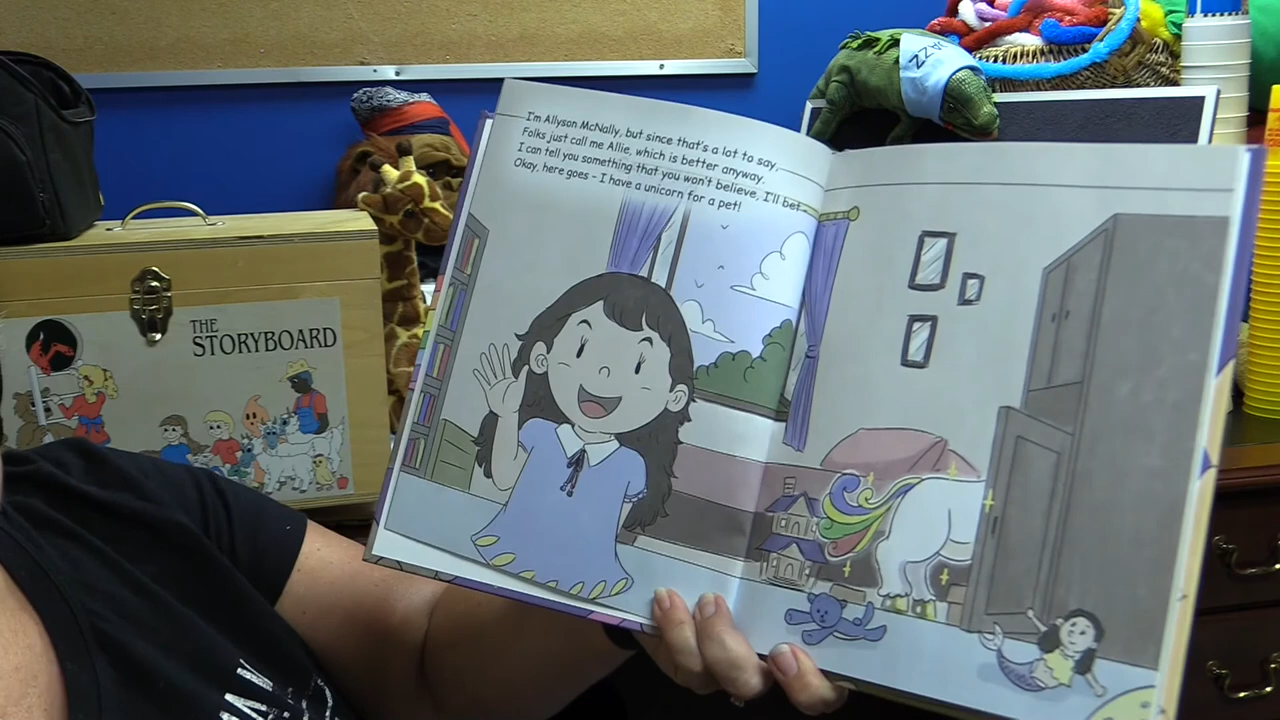 I'm Allyson McNally, but since that's a lot to say,
Folks just call me Allie, which is better anyway.
I can tell you something that you won't believe, I'll bet
Okay, here goes – I have a unicorn for a pet!
THE
STORYBOARD
JAZZ